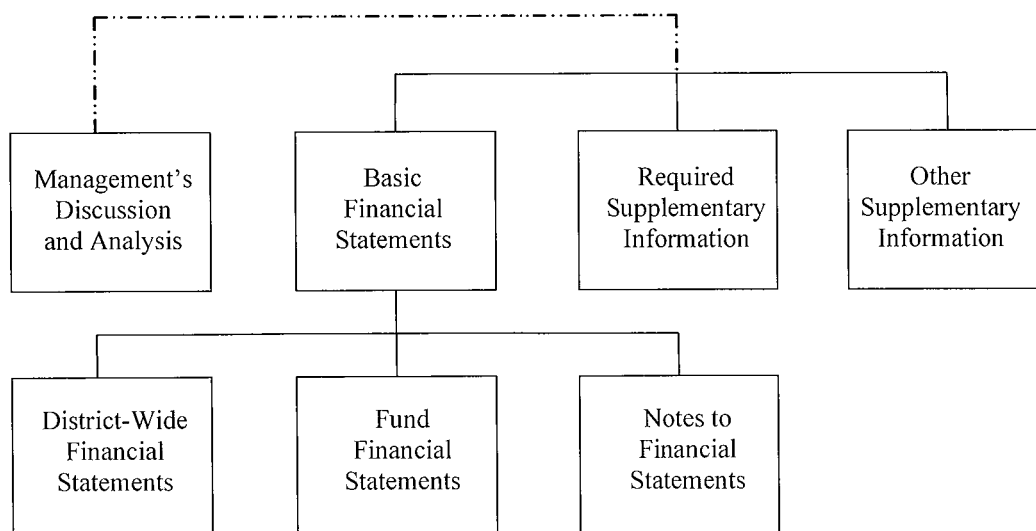 Management's
Discussion
and Analysis
Basic
Financial
Statements
Required
Supplementary
Information
Other
Supplementary
Information
District-Wide
Financial
Statements
Fund
Financial
Statements
Notes to
Financial
Statements